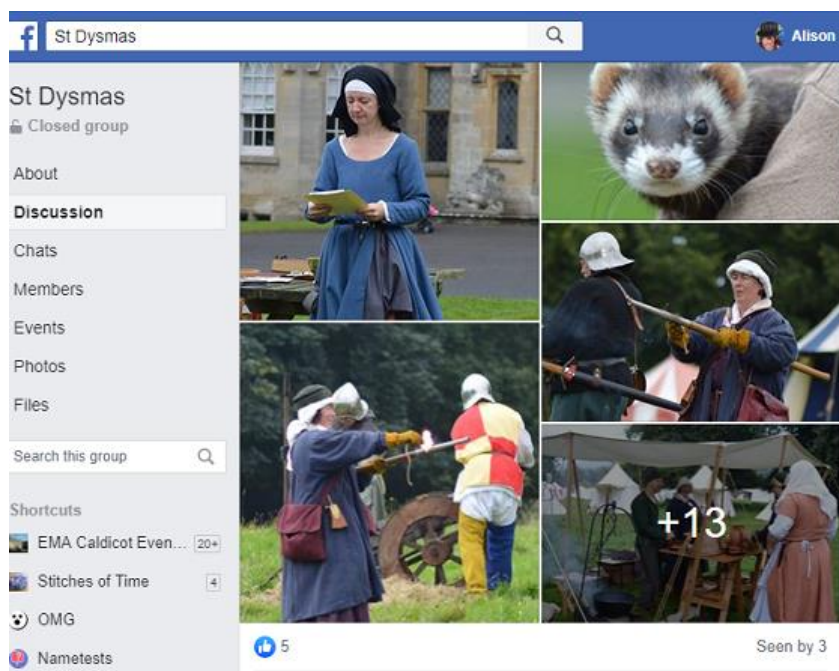 f St Dysmas Alison
St Dysmas
Closed group
About
Discussion
Chats
Members
Events
Photos
Files
Search this group
Shortcuts
EMA Caldicot Even... 20+
Stitches of Time 4
OMG
Nametests
+13
5 Seen by 3